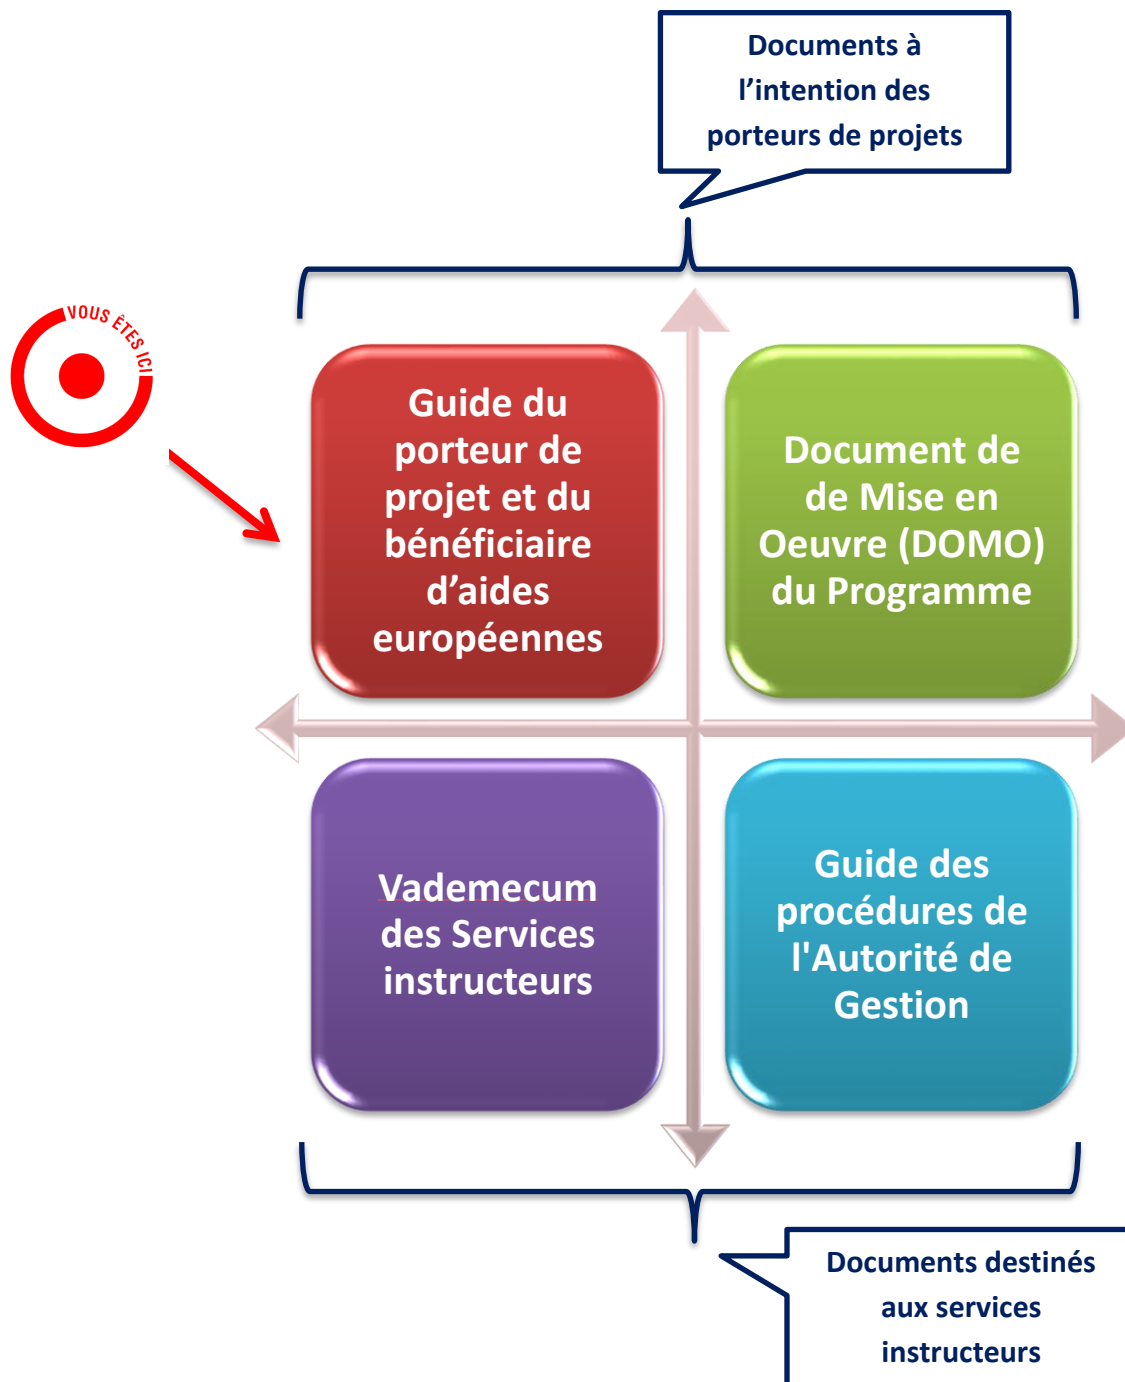 Documents à
l’intention des
porteurs de projets
VOUS ÊTES ICI
Guide du
porteur de
projet et du
bénéficiaire
d’aides
européennes
Document de
de Mise en
Oeuvre (DOMO)
du Programme
Vademecum
des Services
instructeurs
Guide des
procédures de
l'Autorité de
Gestion
Documents destinés
aux services
instructeurs